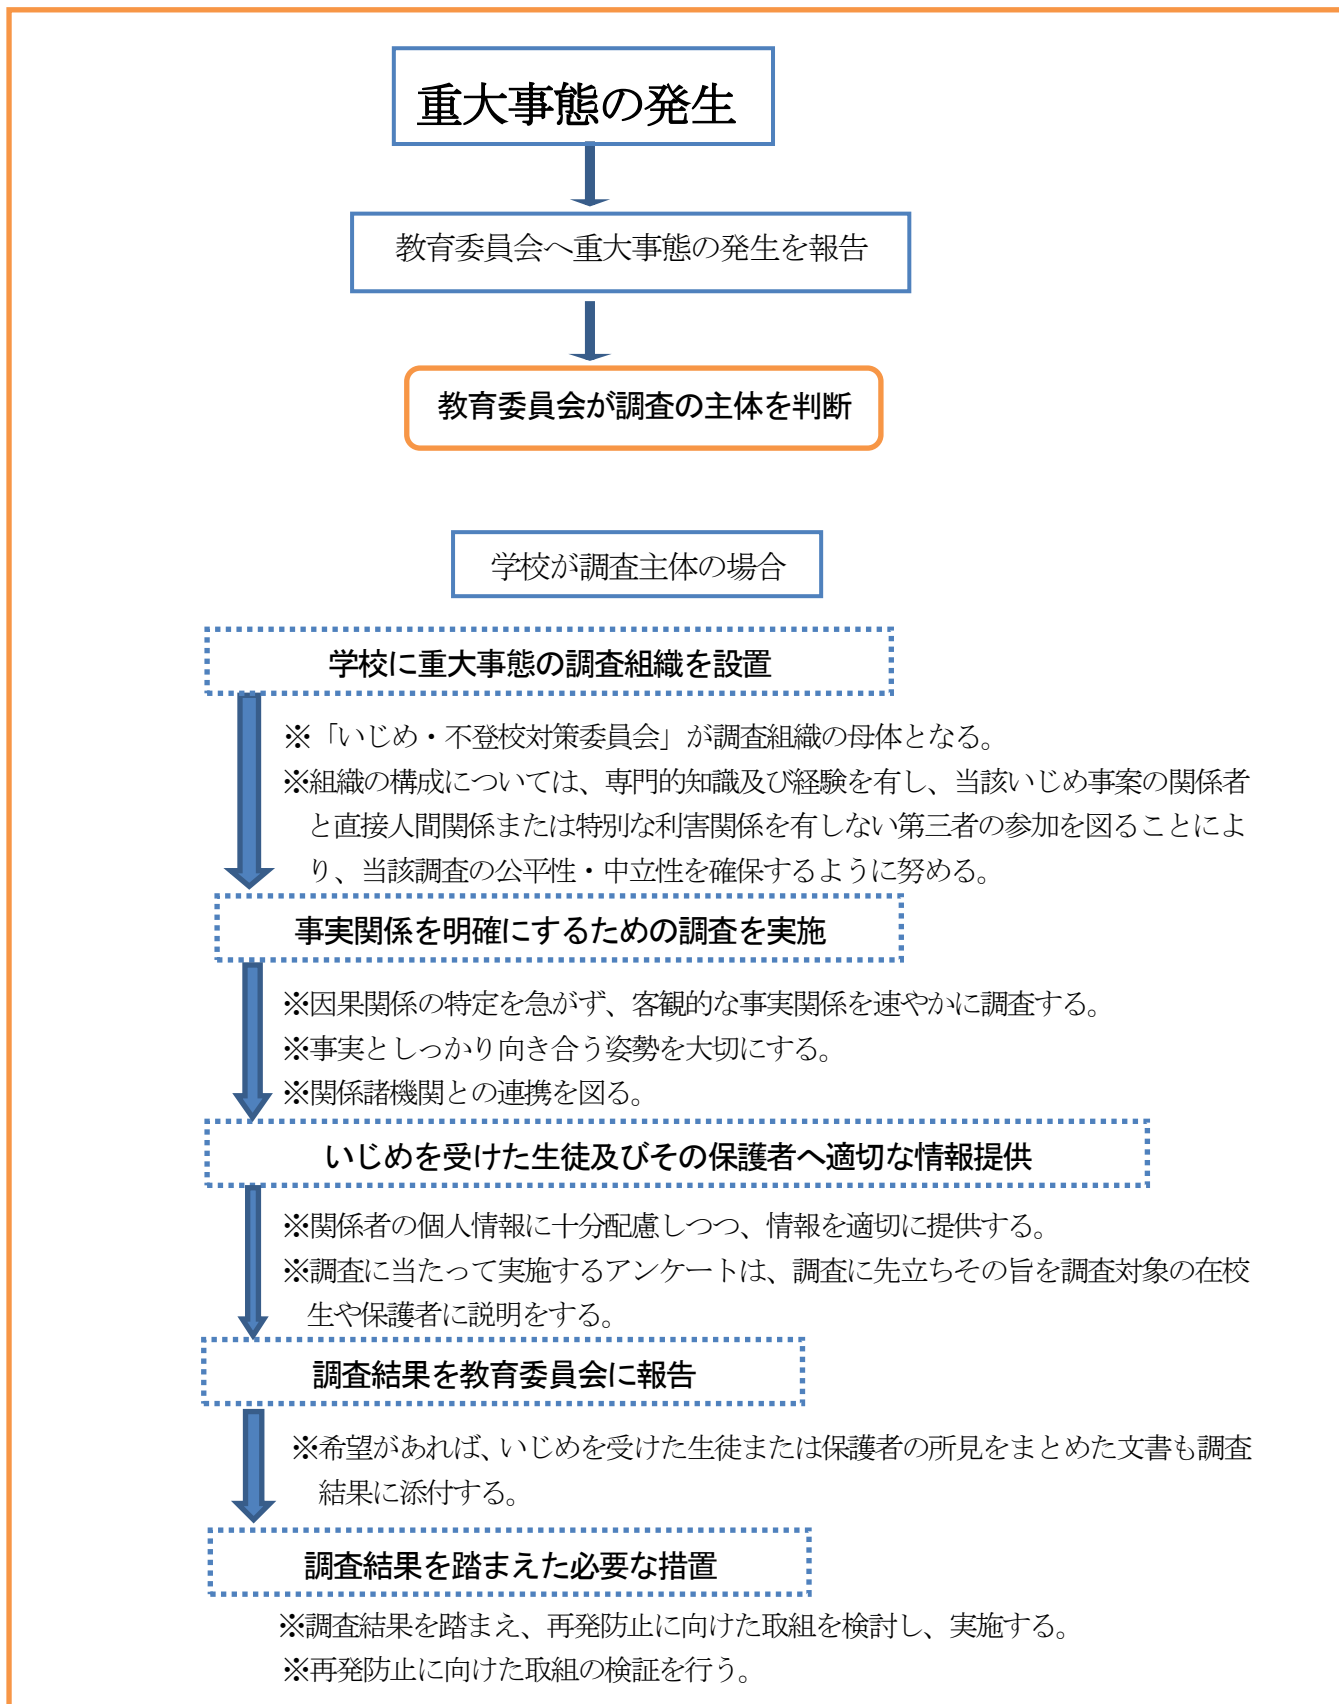 重大事態の発生
教育委員会へ重大事態の発生を報告
教育委員会が調査の主体を判断
学校が調査主体の場合
学校に重大事態の調査組織を設置
※「いじめ・不登校対策委員会」が調査組織の母体となる。
※組織の構成については、専門的知識及び経験を有し、当該いじめ事案の関係者
と直接人間関係または特別な利害関係を有しない第三者の参加を図ることによ
り、当該調査の公平性・中立性を確保するように努める。
事実関係を明確にするための調査を実施
※因果関係の特定を急がず、客観的な事実関係を速やかに調査する。
※事実としっかり向き合う姿勢を大切にする。
※関係諸機関との連携を図る。
いじめを受けた生徒及びその保護者へ適切な情報提供
※関係者の個人情報に十分配慮しつつ、情報を適切に提供する。
※調査に当たって実施するアンケートは、調査に先立ちその旨を調査対象の在校
生や保護者に説明をする。
調査結果を教育委員会に報告
※希望があれば、いじめを受けた生徒または保護者の所見をまとめた文書も調査
結果に添付する。
調査結果を踏まえた必要な措置
※調査結果を踏まえ、再発防止に向けた取組を検討し、実施する。
※再発防止に向けた取組の検証を行う。